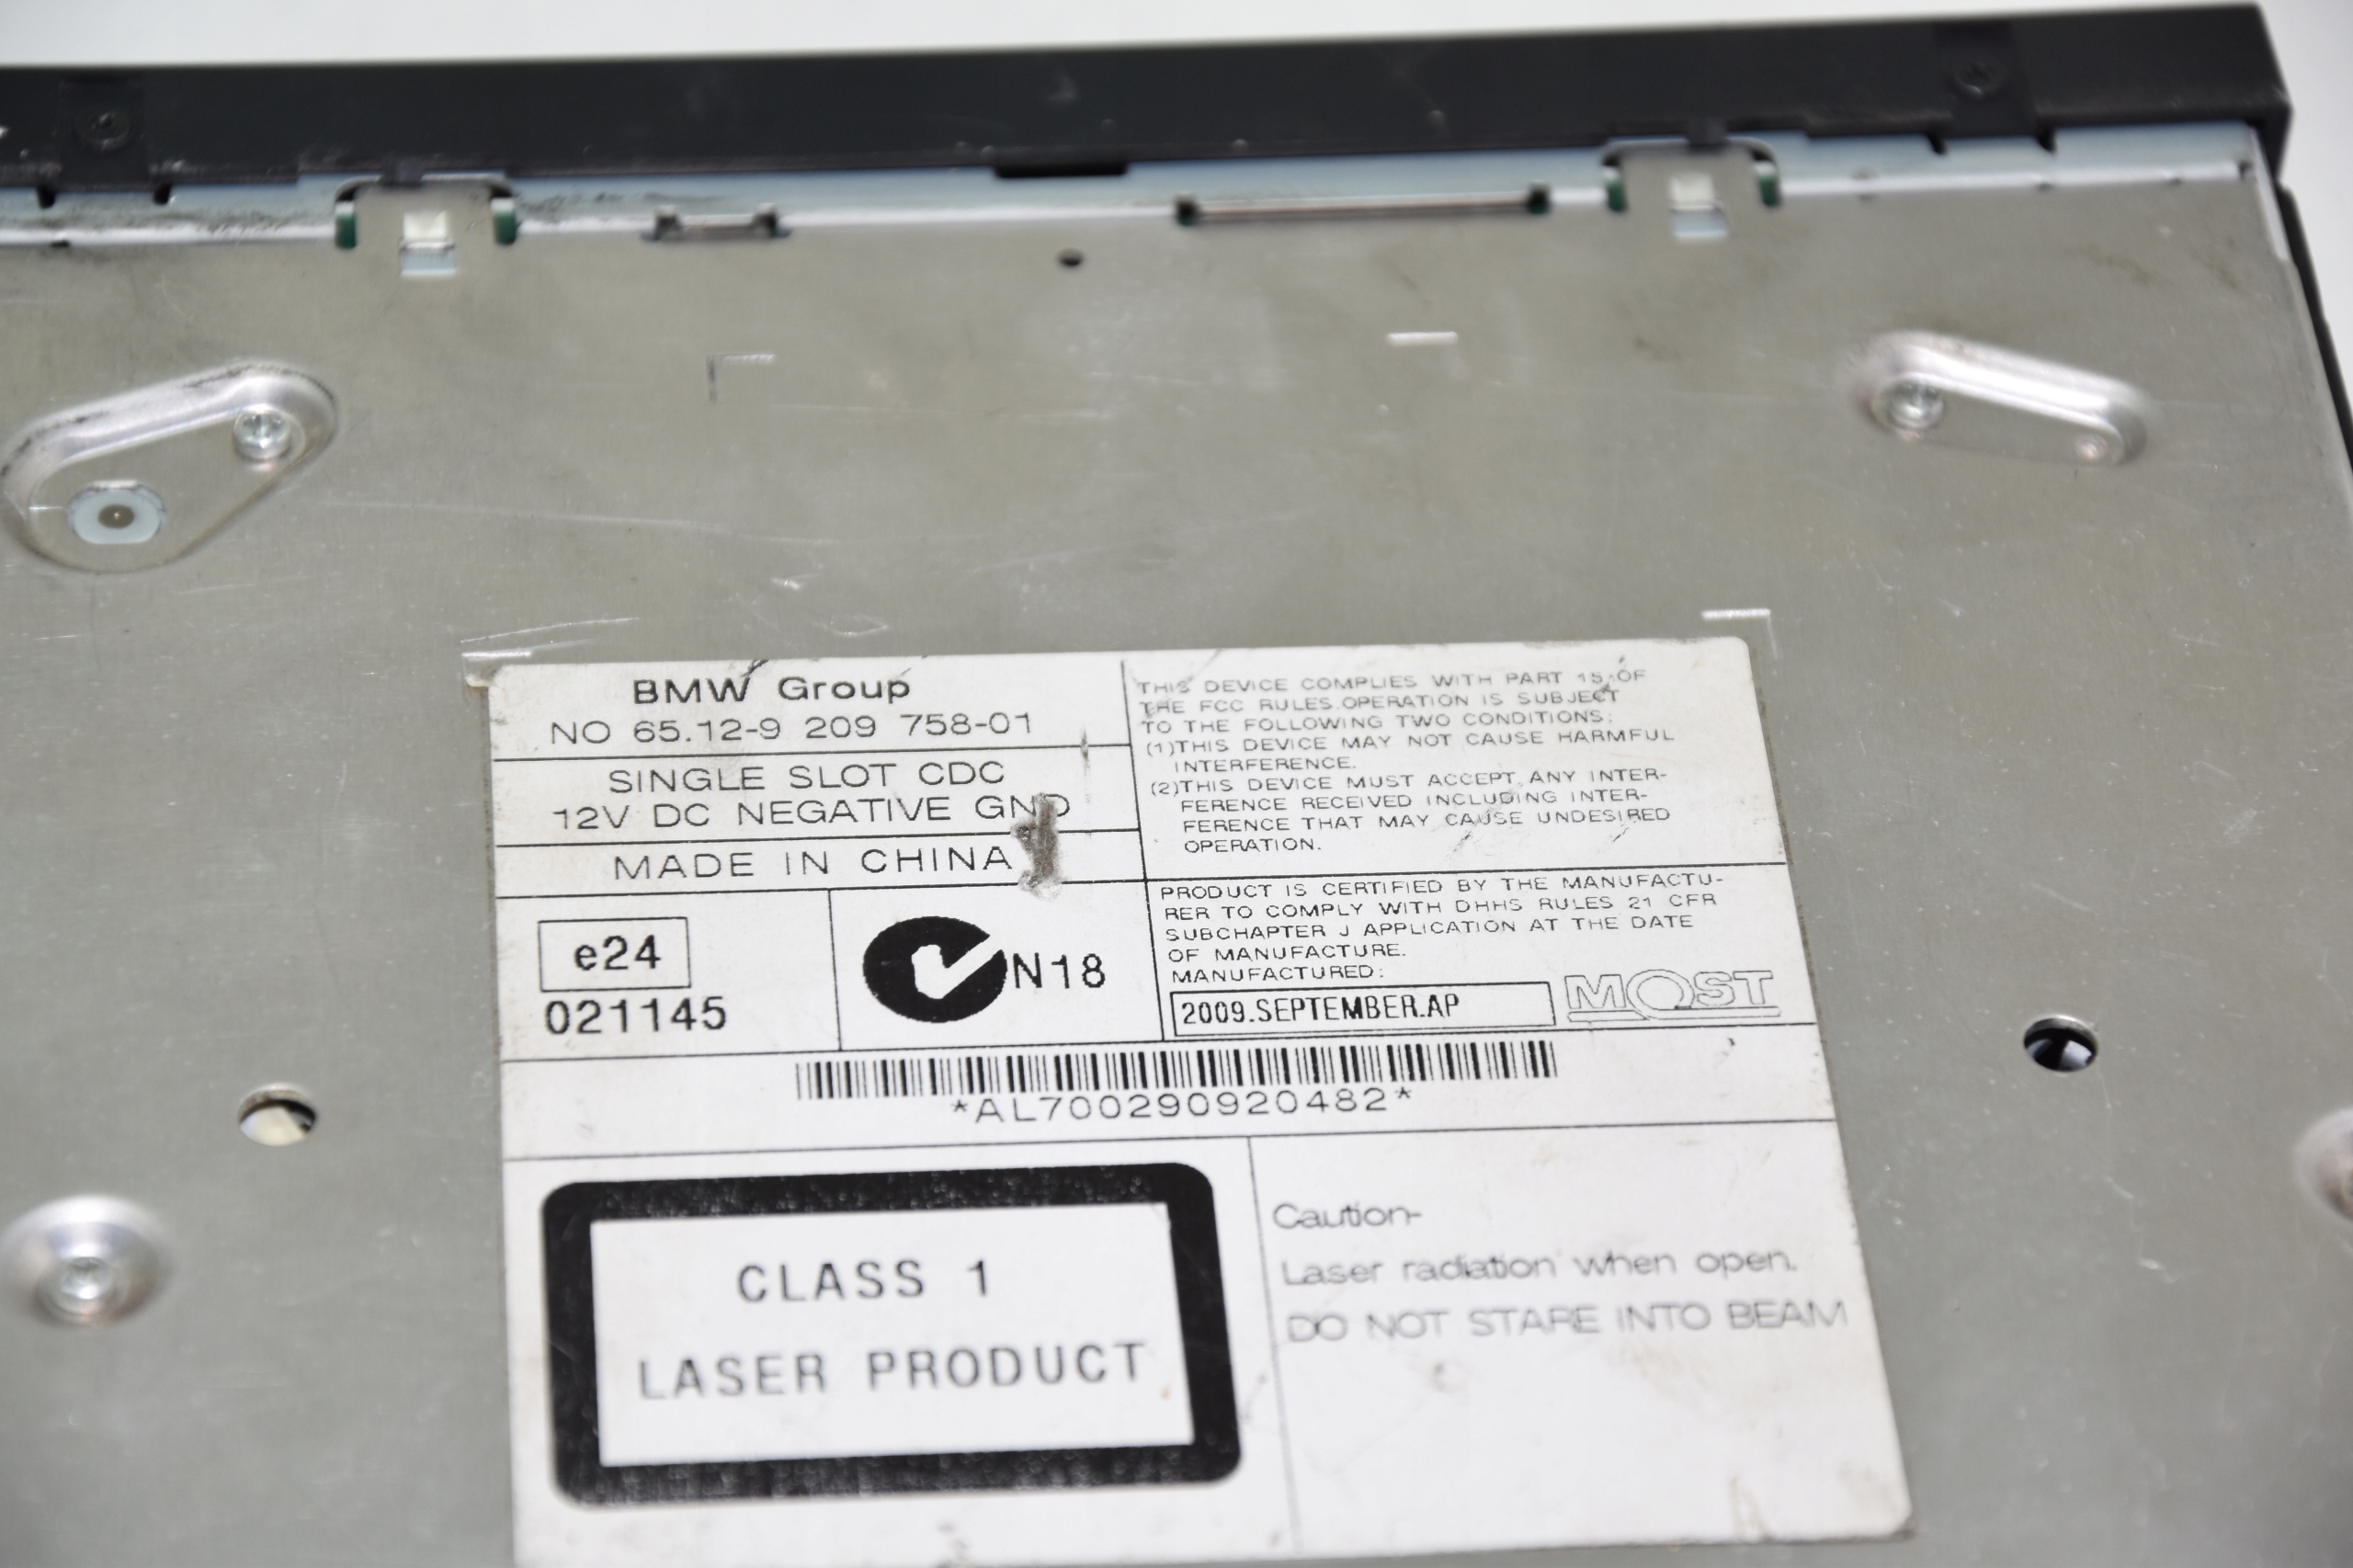 BMW Group
NO 65.12-9 209 758-01
SINGLE SLOT CDC
12V DC NEGATIVE GND
MADE IN CHINA
e24
021145
N18
THIS DEVICE COMPLIES WITH PART 15 OF
THE FCC RULES.OPERATION IS SUBJECT
TO THE FOLLOWING TWO CONDITIONS:
(1)THIS DEVICE MAY NOT CAUSE HARMFUL
INTERFERENCE.
(2)THIS DEVICE MUST ACCEPT ANY INTER-
FERENCE RECEIVED INCLUDING INTER-
FERENCE THAT MAY CAUSE UNDESIRED
OPERATION.
PRODUCT IS CERTIFIED BY THE MANUFACTU-
RER TO COMPLY WITH DHHS RULES 21 CFR
SUBCHAPTER J APPLICATION AT THE DATE
OF MANUFACTURE.
MANUFACTURED:
2009.SEPTEMBER.AP
MOST
*AL700290920482*
CLASS 1
LASER PRODUCT
Caution-
Laser radiation when open.
DO NOT STARE INTO BEAM